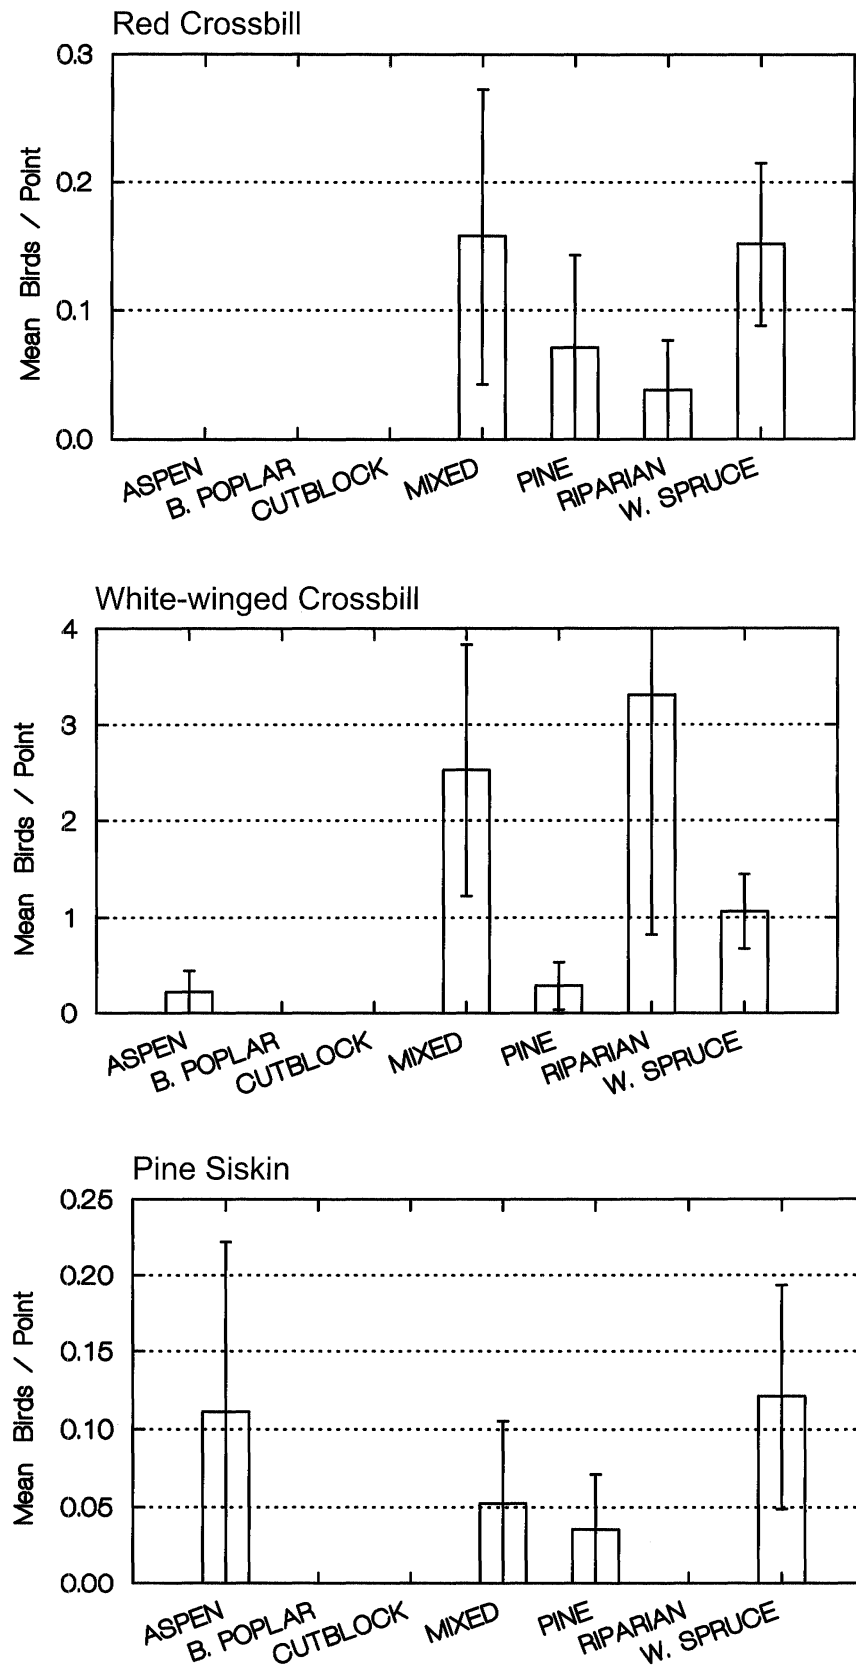 Red Crossbill
0.3
0.2
0.1
0.0
Mean Birds / Point
ASPEN
B. POPLAR
CUTBLOCK
MIXED
PINE
RIPARIAN
W. SPRUCE
White-winged Crossbill
4
3
2
1
0
Mean Birds / Point
ASPEN
B. POPLAR
CUTBLOCK
MIXED
PINE
RIPARIAN
W. SPRUCE
Pine Siskin
0.25
0.20
0.15
0.10
0.05
0.00
Mean Birds / Point
ASPEN
B. POPLAR
CUTBLOCK
MIXED
PINE
RIPARIAN
W. SPRUCE